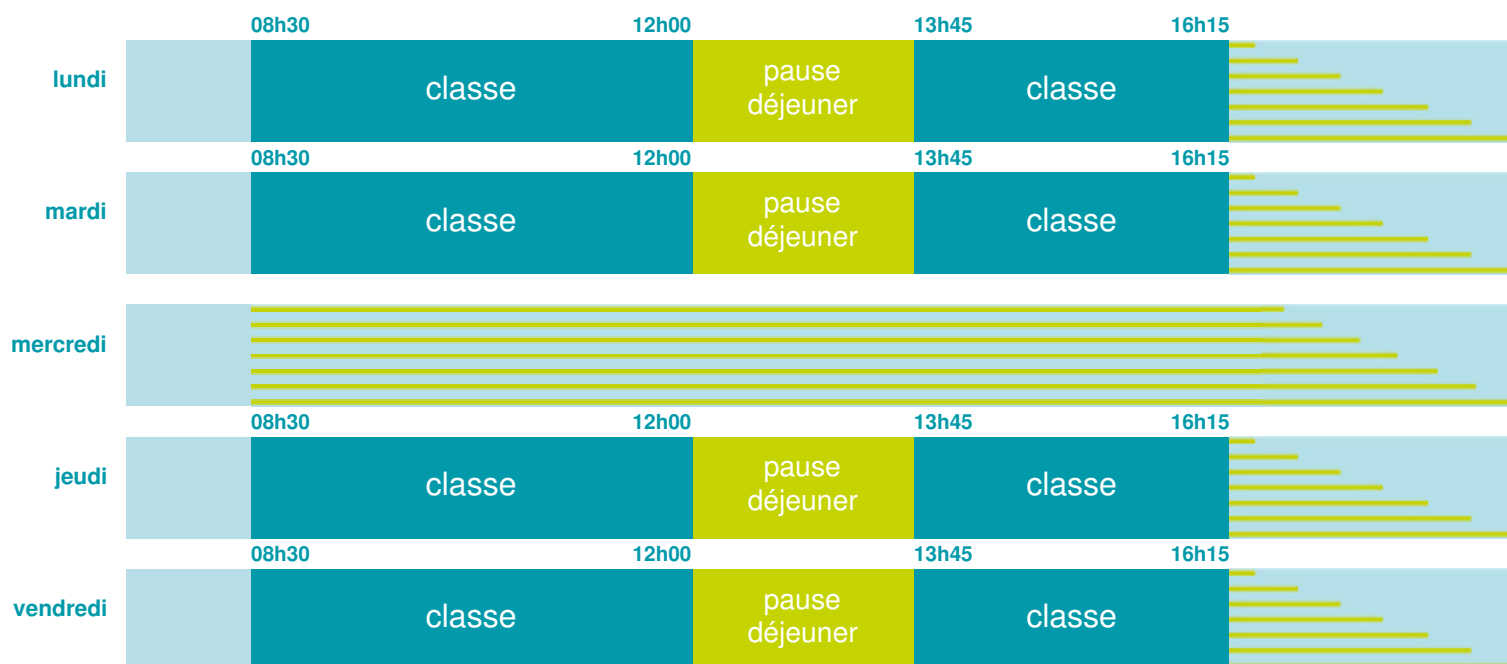 08h30 12h00 13h45 16h15
lundi classe pause déjeuner classe
08h30 12h00 13h45 16h15
mardi classe pause déjeuner classe
mercredi
08h30 12h00 13h45 16h15
jeudi classe pause déjeuner classe
08h30 12h00 13h45 16h15
vendredi classe pause déjeuner classe